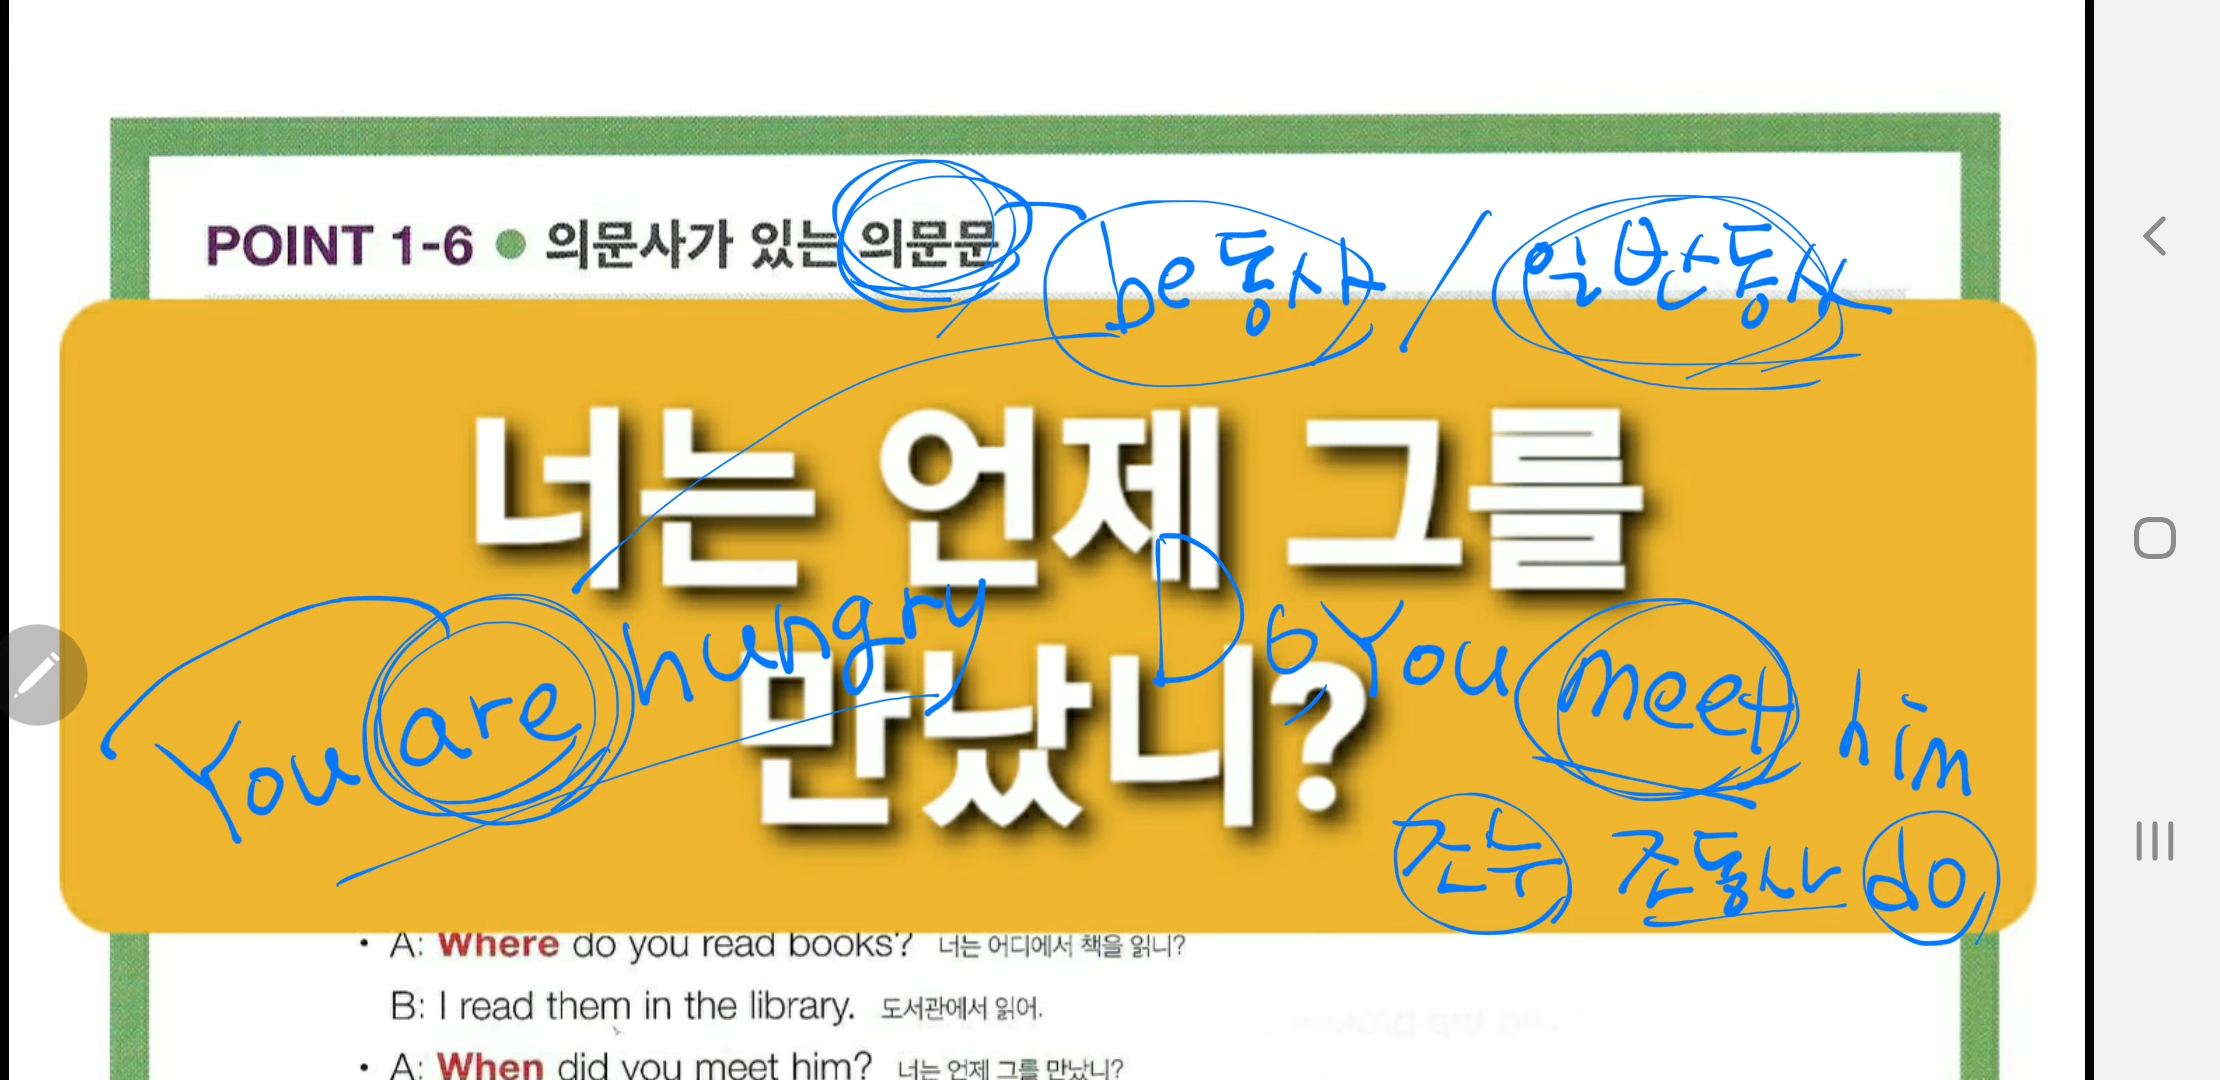 POINT 1-6 ● 의문사가 있는 의문문
be동사 / 일반동사
너는 언제 그를
만났니?
You are hungry
Do You meet him
조수 조동사 do
• A: Where do you read books? 너는 어디에서 책을 읽니?
B: I read them in the library. 도서관에서 읽어.
• A: When did you meet him? 너는 언제 그를 만났니?